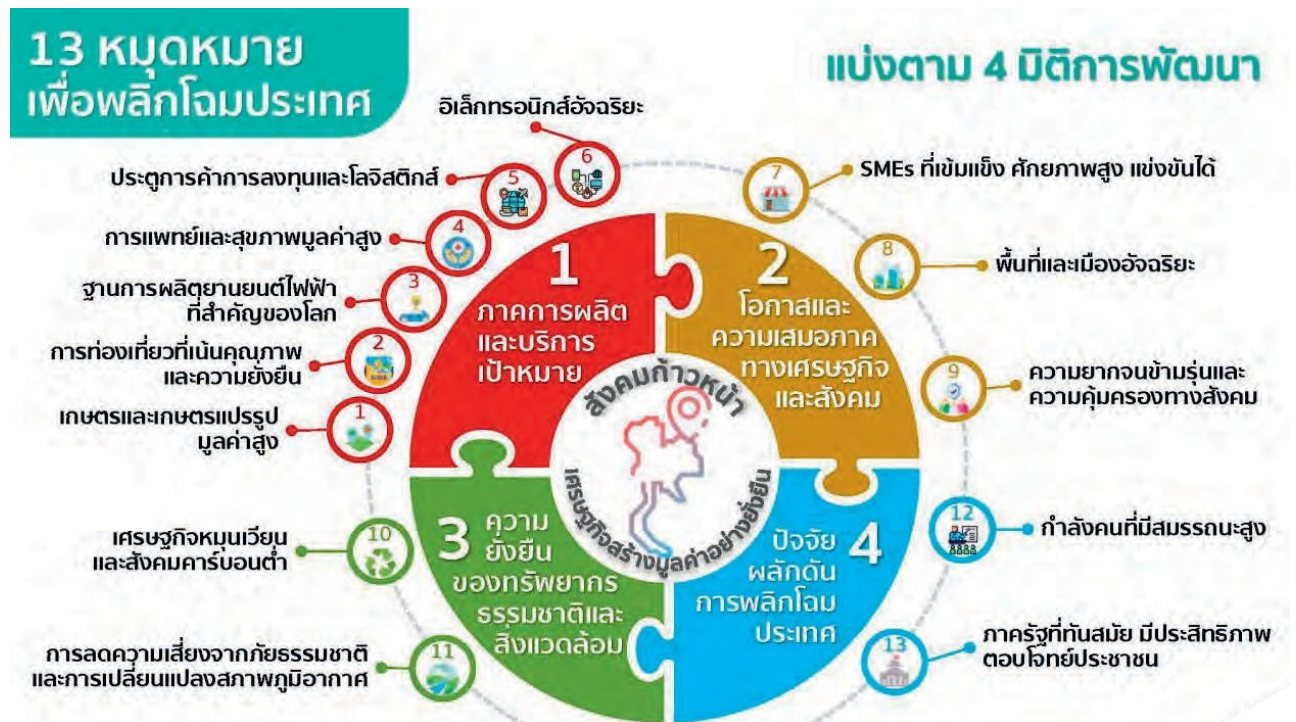 13 หมุดหมาย
เพื่อพลิกโฉมประเทศ
แบ่งตาม 4 มิติการพัฒนา
อิเล็กทรอนิกส์อัจฉริยะ
6
ประตูการค้าการลงทุนและโลจิสติกส์
5
การแพทย์และสุขภาพมูลค่าสูง
4
ฐานการผลิตยานยนต์ไฟฟ้า
ที่สำคัญของโลก
3
การท่องเที่ยวที่เน้นคุณภาพ
และความยั่งยืน
2
เกษตรและเกษตรแปรรูป
มูลค่าสูง
1
1
ภาคการผลิต
และบริการ
เป้าหมาย
2
โอกาสและ
ความเสมอภาค
ทางเศรษฐกิจ
และสังคม
7
SMEs ที่เข้มแข็ง ศักยภาพสูง แข่งขันได้
8
พื้นที่และเมืองอัจฉริยะ
9
ความยากจนข้ามรุ่นและ
ความคุ้มครองทางสังคม
สังคมก้าวหน้า
เศรษฐกิจสร้างมูลค่าอย่างยั่งยืน
3
ความ
ยั่งยืน
ของทรัพยากร
ธรรมชาติและ
สิ่งแวดล้อม
10
เศรษฐกิจหมุนเวียน
และสังคมคาร์บอนต่ำ
11
การลดความเสี่ยงจากภัยธรรมชาติ
และการเปลี่ยนแปลงสภาพภูมิอากาศ
4
ปัจจัย
ผลักดัน
การพลิกโฉม
ประเทศ
12
กำลังคนที่มีสมรรถนะสูง
13
ภาครัฐที่ทันสมัย มีประสิทธิภาพ
ตอบโจทย์ประชาชน